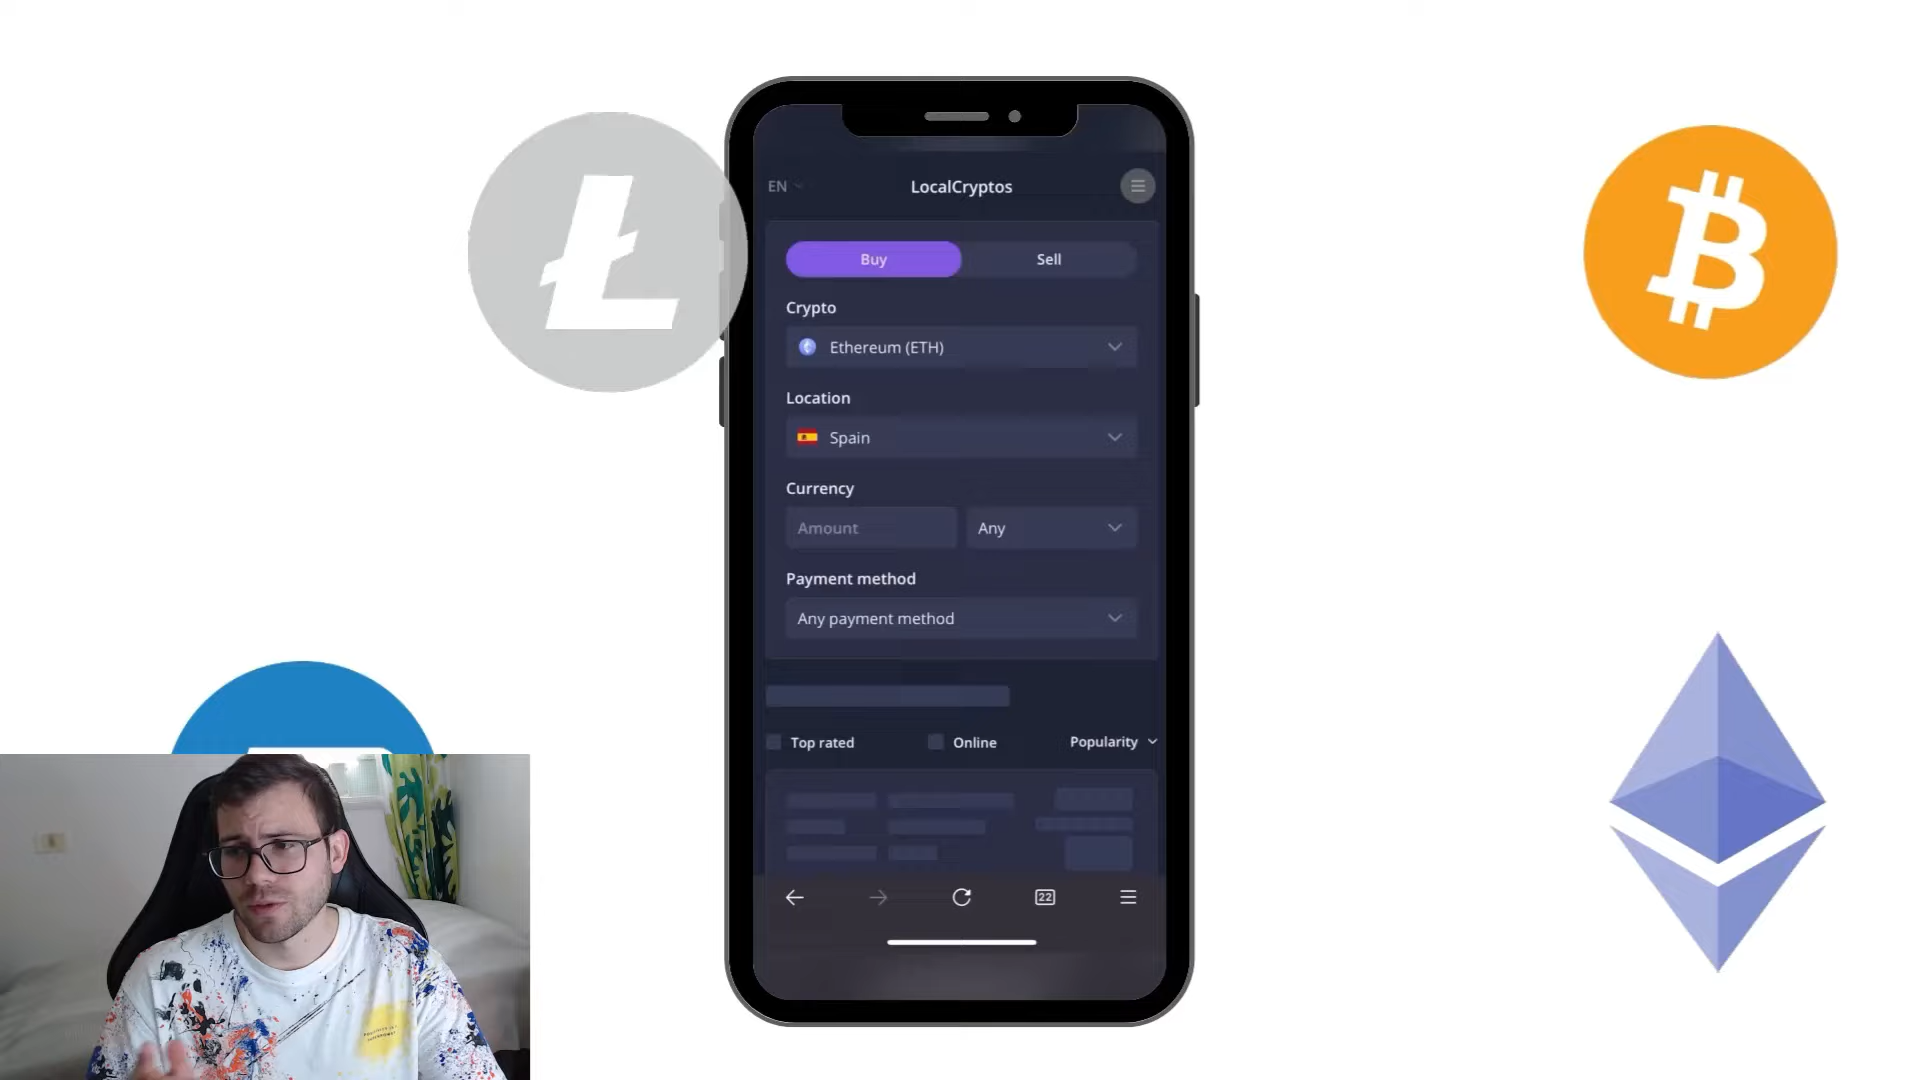 EN
LocalCryptos
Buy
Sell
Crypto
Ethereum (ETH)
Location
Spain
Currency
Amount
Any
Payment method
Any payment method
Top rated
Online
Popularity
22